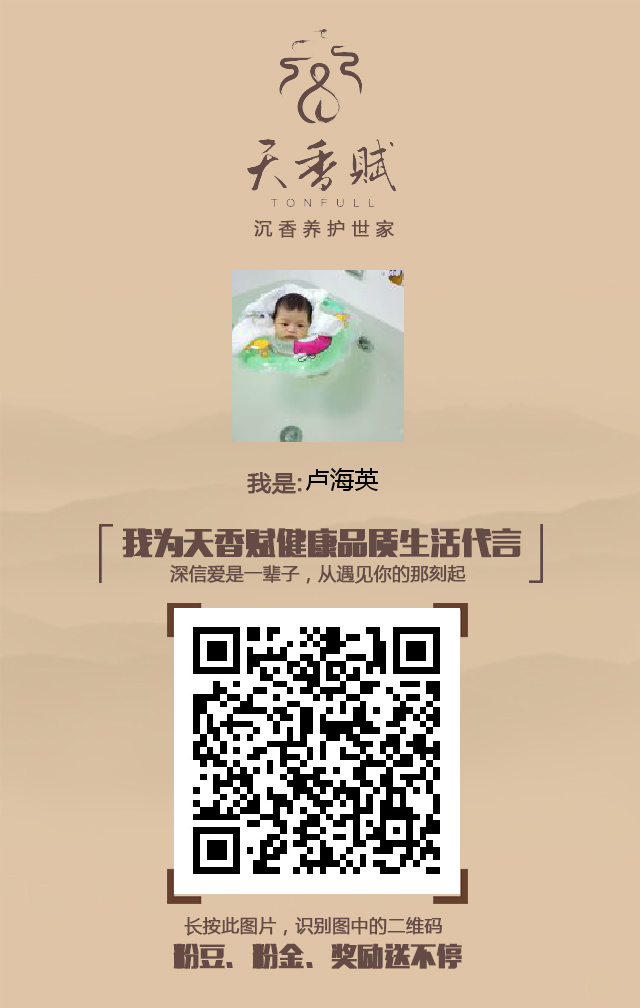 天香赋
TONFULL
沉香养护世家
我是:卢海英
我为天香赋健康品质生活代言
深信爱是一辈子，从遇见你的那刻起
长按此图片，识别图中的二维码
粉豆、粉金、奖励送不停